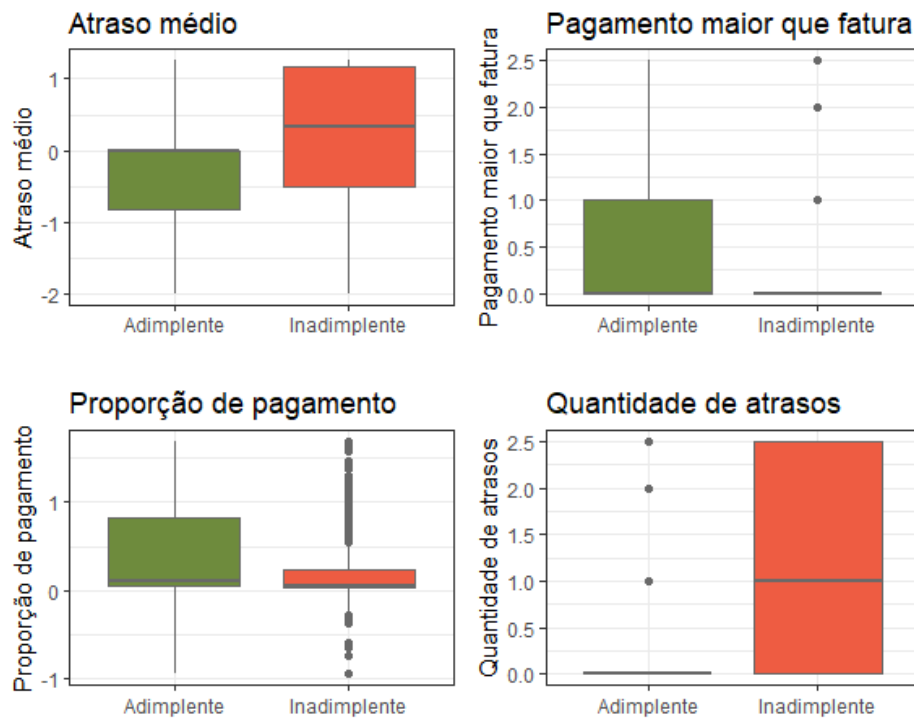 Atraso médio
Atraso médio
1
0
-1
-2
Adimplente Inadimplente
Pagamento maior que fatura
Pagamento maior que fatura
2.5
2.0
1.5
1.0
0.5
0.0
Adimplente Inadimplente
Proporção de pagamento
Proporção de pagamento
1
0
-1
Adimplente Inadimplente
Quantidade de atrasos
Quantidade de atrasos
2.5
2.0
1.5
1.0
0.5
0.0
Adimplente Inadimplente